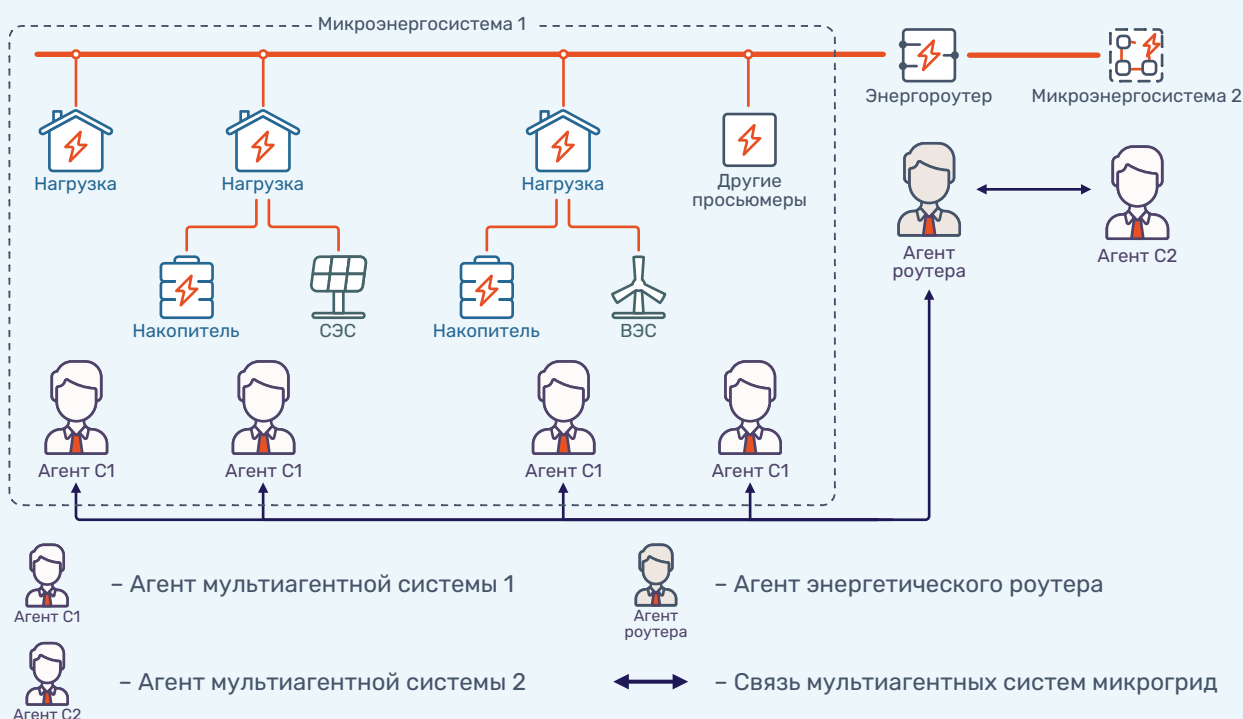 Микроэнергосистема 1
Энергороутер
Микроэнергосистема 2
Нагрузка
Нагрузка
Нагрузка
Другие
просьюмеры
Агент
роутера
Агент С2
Накопитель
СЭС
Накопитель
ВЭС
Агент С1
Агент С1
Агент С1
Агент С1
Агент С1
– Агент мультиагентной системы 1
Агент
роутера
– Агент энергетического роутера
Агент С2
– Агент мультиагентной системы 2
– Связь мультиагентных систем микрогрид